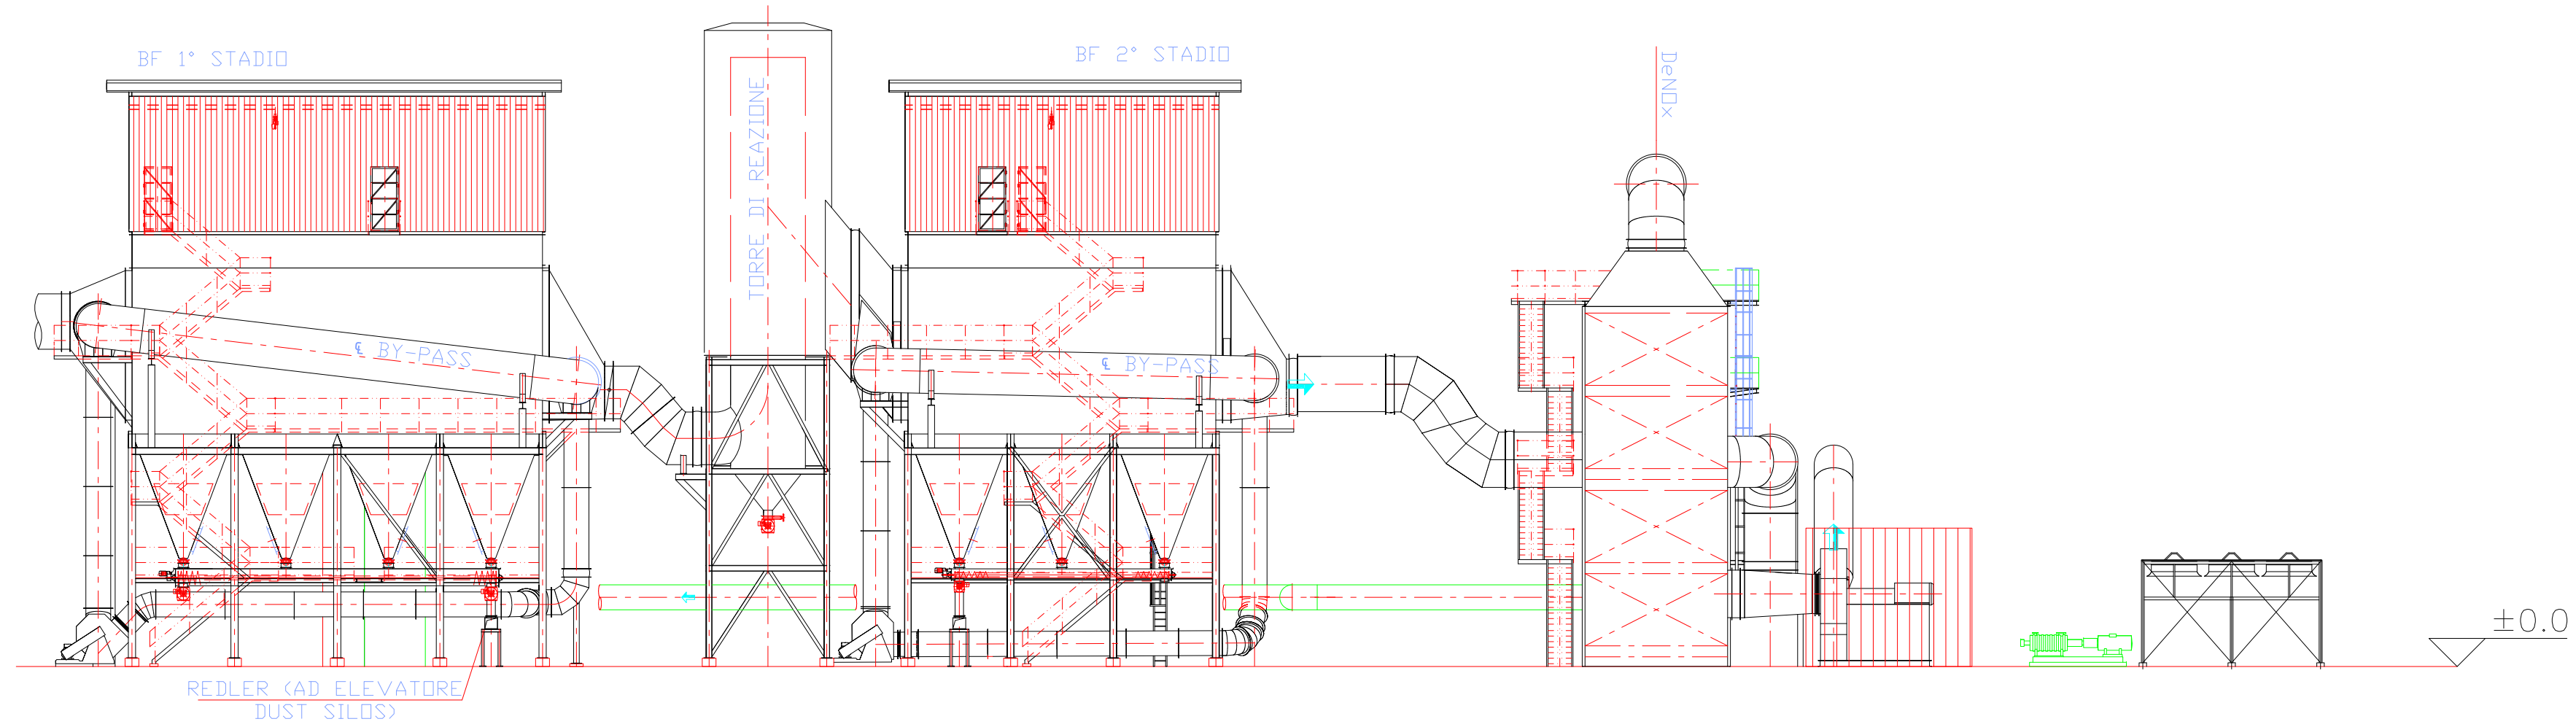 BF 1° STADIO
BF 2° STADIO
DeNOx
TORRE DI REAZIONE
℄ BY-PASS
℄ BY-PASS
±0.0
REDLER (AD ELEVATORE
DUST SILOS)